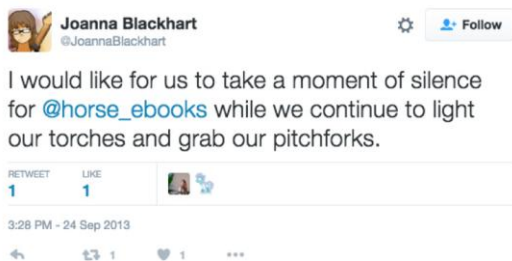 Joanna Blackhart
Follow
@JoannaBlackhart
I would like for us to take a moment of silence
for @horse_ebooks while we continue to light
our torches and grab our pitchforks.
RETWEET LIKE
1 1
3:28 PM - 24 Sep 2013
1 1